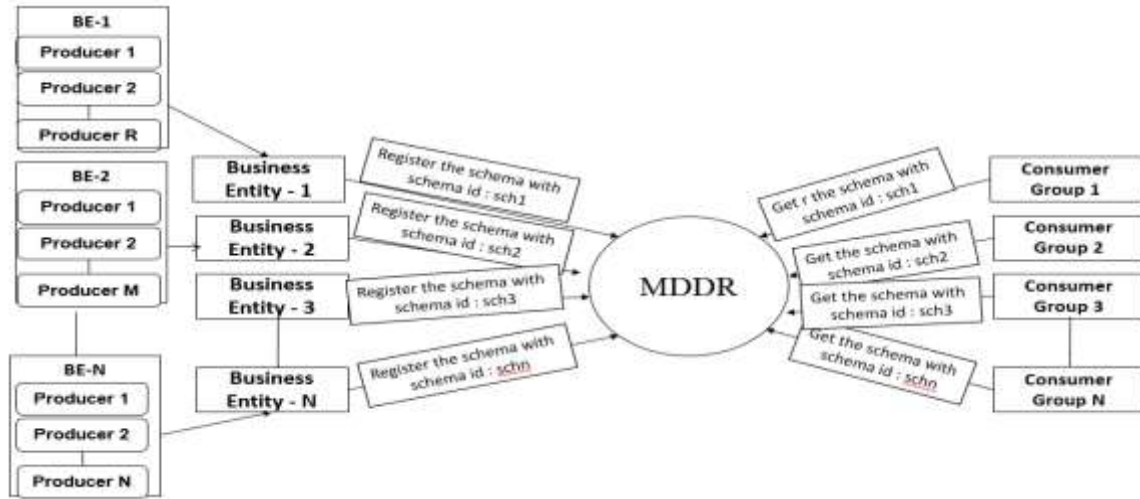 BE-1
Producer 1
Producer 2
Producer R
BE-2
Producer 1
Producer 2
Producer M
BE-N
Producer 1
Producer 2
Producer N
Business
Entity - 1
Business
Entity - 2
Business
Entity - 3
Business
Entity - N
Register the schema with
schema id : sch1
Register the schema with
schema id : sch2
Register the schema with
schema id : sch3
Register the schema with
schema id : schn
MDDR
Get r the schema with
schema id : sch1
Get the schema with
schema id : sch2
Get the schema with
schema id : sch3
Get the schema with
schema id : schn
Consumer
Group 1
Consumer
Group 2
Consumer
Group 3
Consumer
Group N